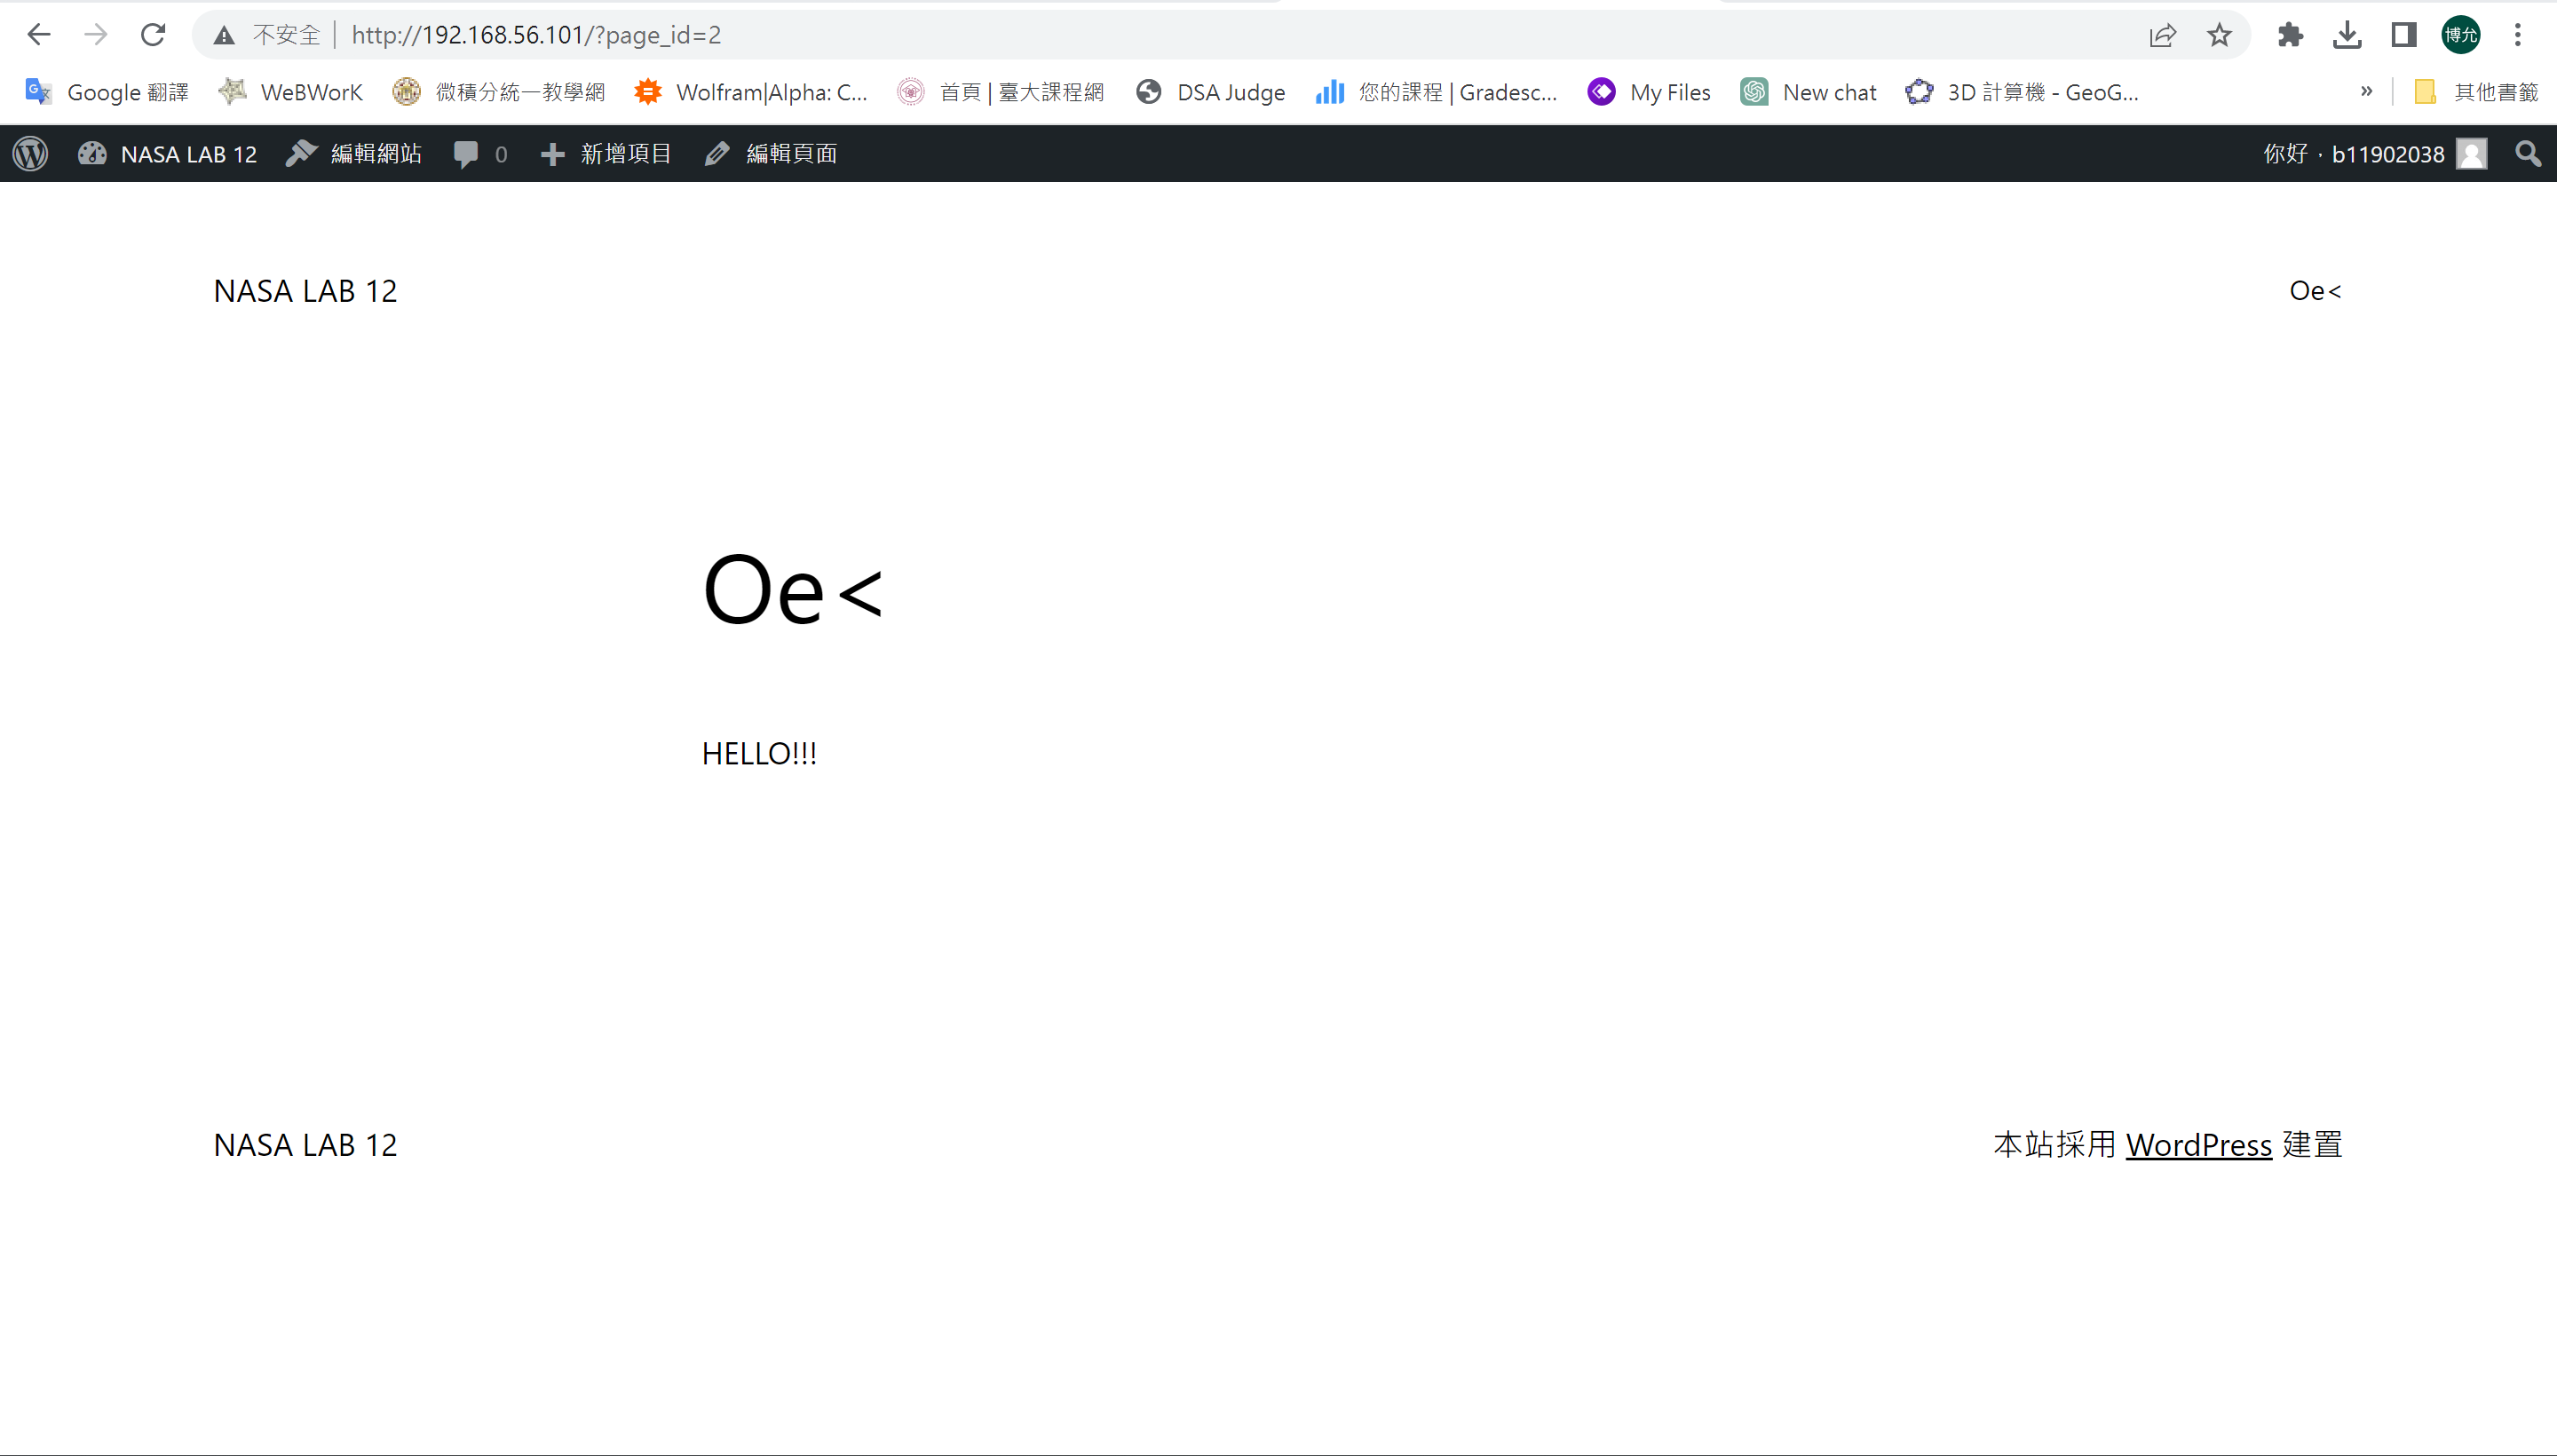 不安全 http://192.168.56.101/?page_id=2 博允
Google 翻譯 WeBWorK 微積分統一教學網 Wolfram|Alpha: C... 首頁 | 臺大課程網 DSA Judge 您的課程 | Gradesc... My Files New chat 3D 計算機 - GeoG... » 其他書籤
NASA LAB 12 編輯網站 0 新增項目 編輯頁面 你好，b11902038
NASA LAB 12 Oe<
Oe<
HELLO!!!
NASA LAB 12 本站採用 WordPress 建置